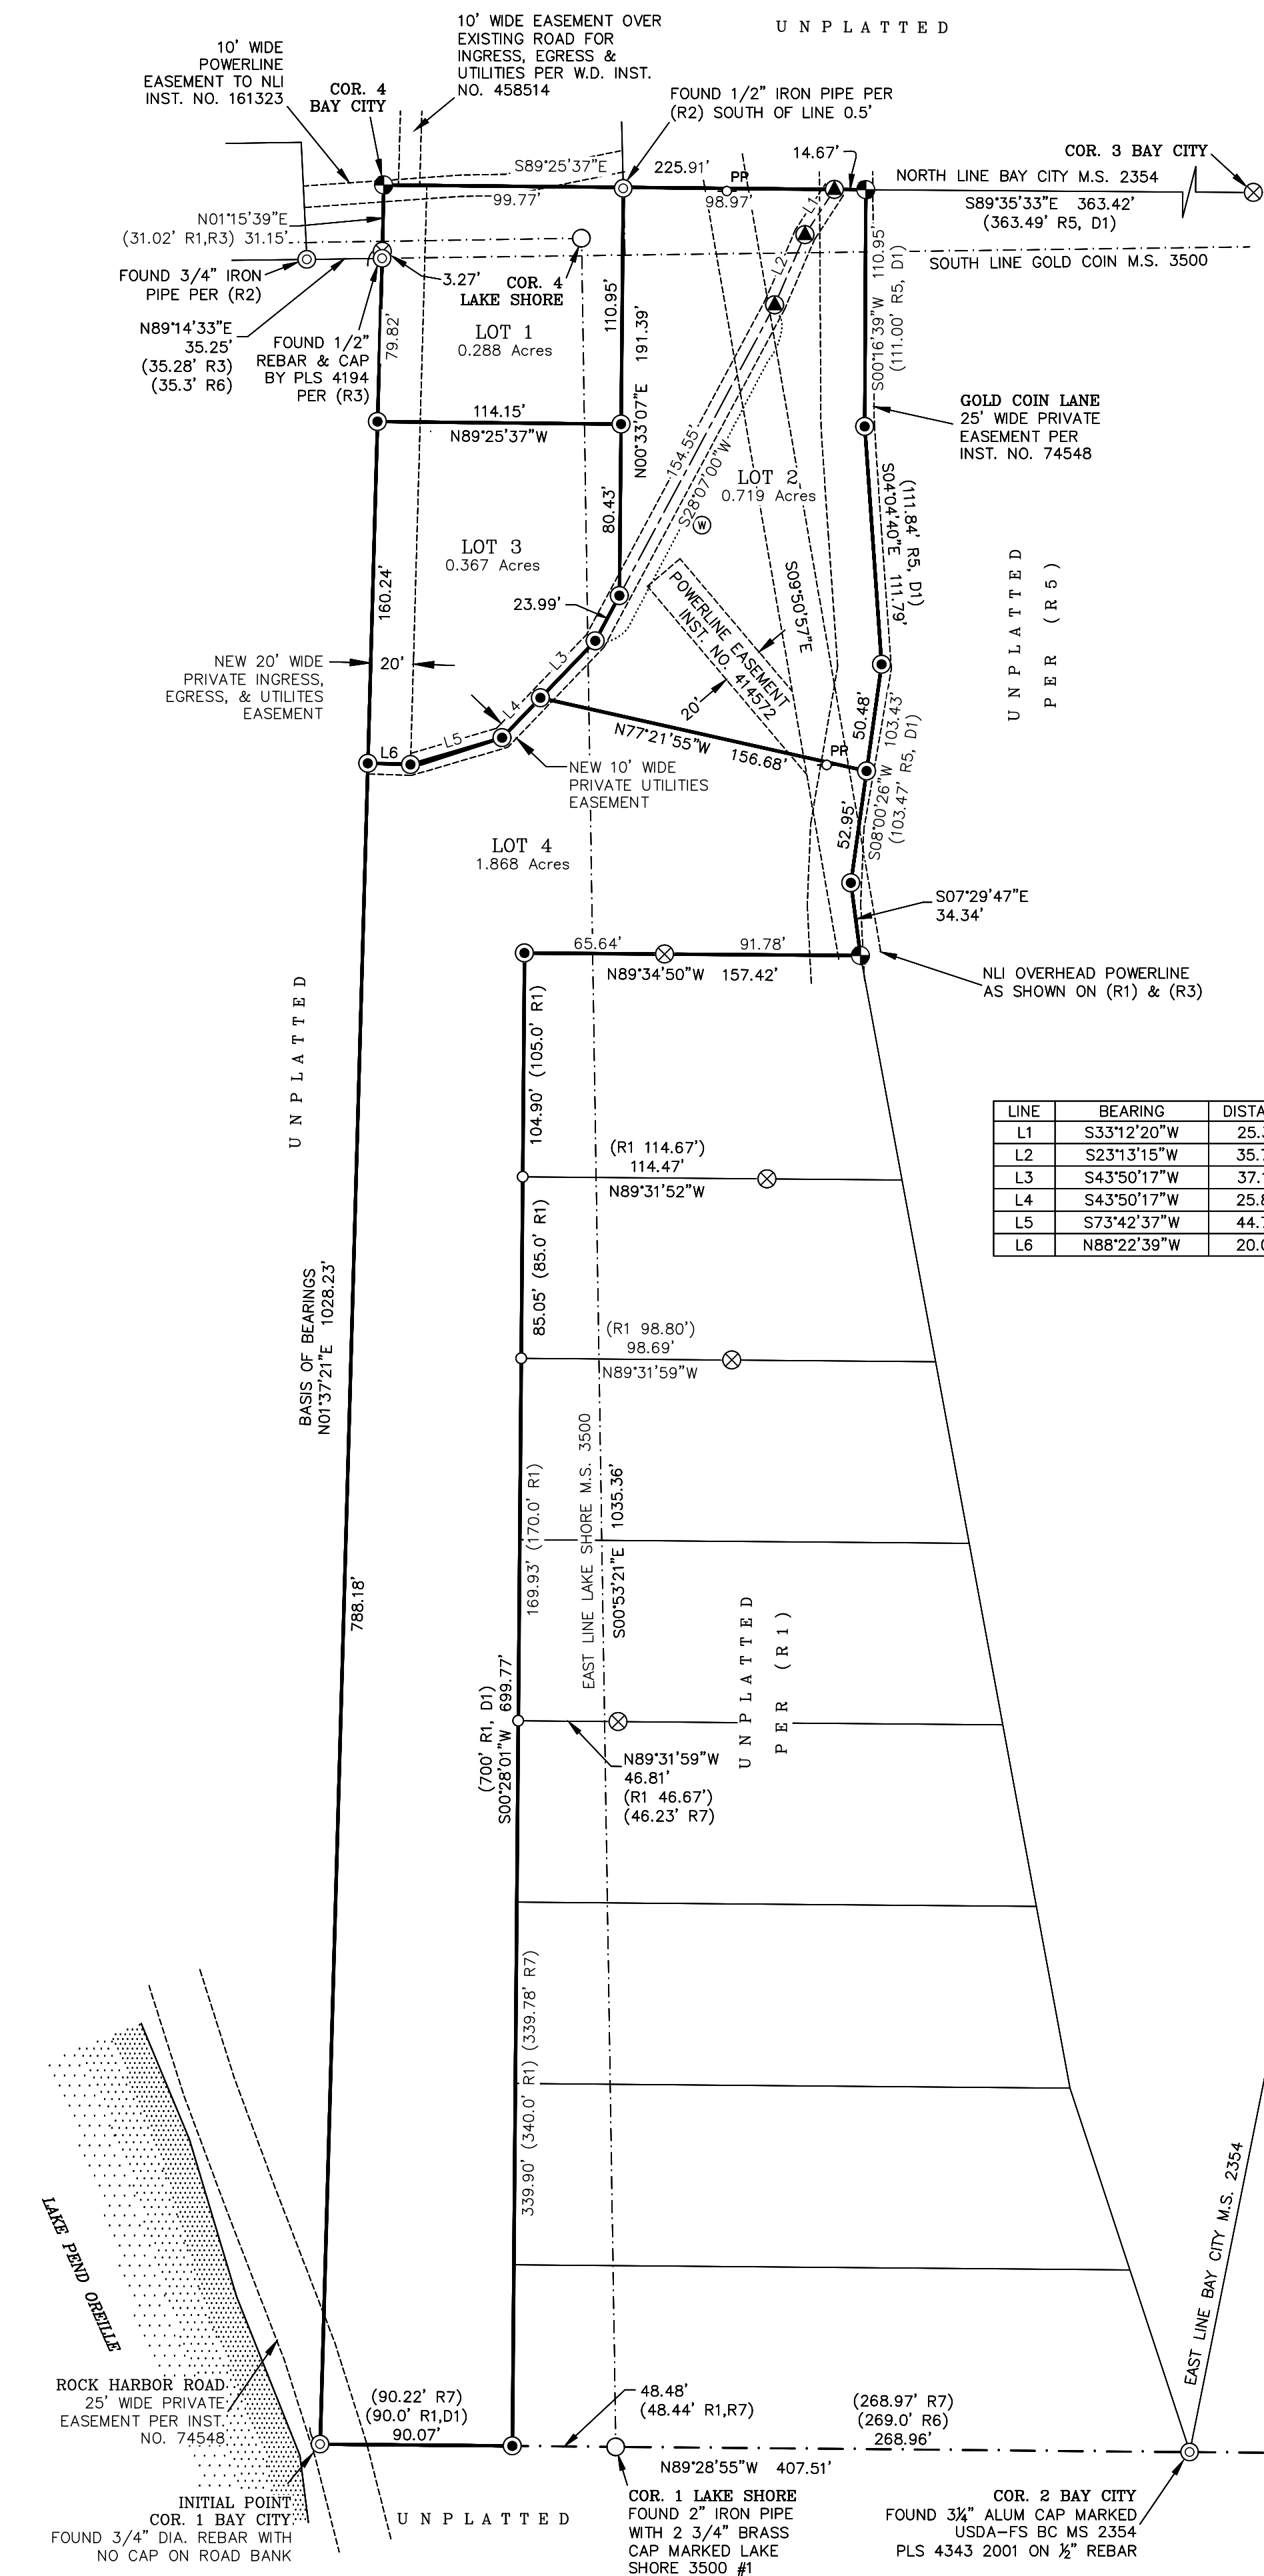 UNPLATTED
10' WIDE EASEMENT OVER
EXISTING ROAD FOR
INGRESS, EGRESS &
UTILITIES PER W.D. INST.
NO. 458514
10' WIDE
POWERLINE
EASEMENT TO NLI
INST. NO. 161323
COR. 4
BAY CITY
FOUND 1/2" IRON PIPE PER
(R2) SOUTH OF LINE 0.5'
S89°25'37"E
225.91'
14.67'
COR. 3 BAY CITY
NORTH LINE BAY CITY M.S. 2354
S89°35'33"E 363.42'
(363.49' R5, D1)
PP
99.77'
98.97'
L1
N01°15'39"E
(31.02' R1,R3) 31.15'
L2
SOUTH LINE GOLD COIN M.S. 3500
FOUND 3/4" IRON
PIPE PER (R2)
3.27'
COR. 4
LAKE SHORE
N89°14'33"E
35.25'
(35.28' R3)
(35.3' R6)
FOUND 1/2"
REBAR & CAP
BY PLS 4194
PER (R3)
79.82'
LOT 1
0.288 Acres
110.95'
N00°33'07"E 191.39'
S00°16'39"W 110.95'
(111.00' R5, D1)
GOLD COIN LANE
25' WIDE PRIVATE
EASEMENT PER
INST. NO. 74548
114.15'
N89°25'37"W
154.55'
S28°07'00"W
LOT 2
0.719 Acres
W
(111.84' R5, D1)
S04°04'40"E 111.79'
80.43'
LOT 3
0.367 Acres
160.24'
23.99'
POWERLINE EASEMENT
INST. NO. 414572
20'
S09°50'57"E
UNPLATTED
PER (R5)
NEW 20' WIDE
PRIVATE INGRESS,
EGRESS, & UTILITES
EASEMENT
20'
L3
L4
L5
L6
N77°21'55"W 156.68'
PP
50.48'
S08°00'26"W 103.43'
(103.47' R5, D1)
NEW 10' WIDE
PRIVATE UTILITIES
EASEMENT
52.95'
LOT 4
1.868 Acres
S07°29'47"E
34.34'
65.64'
91.78'
N89°34'50"W 157.42'
NLI OVERHEAD POWERLINE
AS SHOWN ON (R1) & (R3)
UNPLATTED
104.90' (105.0' R1)
LINE BEARING DISTA
L1 S33°12'20"W 25.
L2 S23°13'15"W 35.
L3 S43°50'17"W 37.
L4 S43°50'17"W 25.
L5 S73°42'37"W 44.
L6 N88°22'39"W 20.
(R1 114.67')
114.47'
N89°31'52"W
85.05' (85.0' R1)
BASIS OF BEARINGS
N01°37'21"E 1028.23'
(R1 98.80')
98.69'
N89°31'59"W
169.93' (170.0' R1)
EAST LINE LAKE SHORE M.S. 3500
S00°53'21"E 1035.36'
788.18'
UNPLATTED
PER (R1)
(700' R1, D1)
S00°28'01"W 699.77'
N89°31'59"W
46.81'
(R1 46.67')
(46.23' R7)
339.90' (340.0' R1) (339.78' R7)
LAKE PEND OREILLE
EAST LINE BAY CITY M.S. 2354
ROCK HARBOR ROAD
25' WIDE PRIVATE
EASEMENT PER INST.
NO. 74548
(90.22' R7)
(90.0' R1,D1)
90.07'
48.48'
(48.44' R1,R7)
(268.97' R7)
(269.0' R6)
268.96'
N89°28'55"W 407.51'
INITIAL POINT
COR. 1 BAY CITY
FOUND 3/4" DIA. REBAR WITH
NO CAP ON ROAD BANK
UNPLATTED
COR. 1 LAKE SHORE
FOUND 2" IRON PIPE
WITH 2 3/4" BRASS
CAP MARKED LAKE
SHORE 3500 #1
COR. 2 BAY CITY
FOUND 3¼" ALUM CAP MARKED
USDA-FS BC MS 2354
PLS 4343 2001 ON ½" REBAR